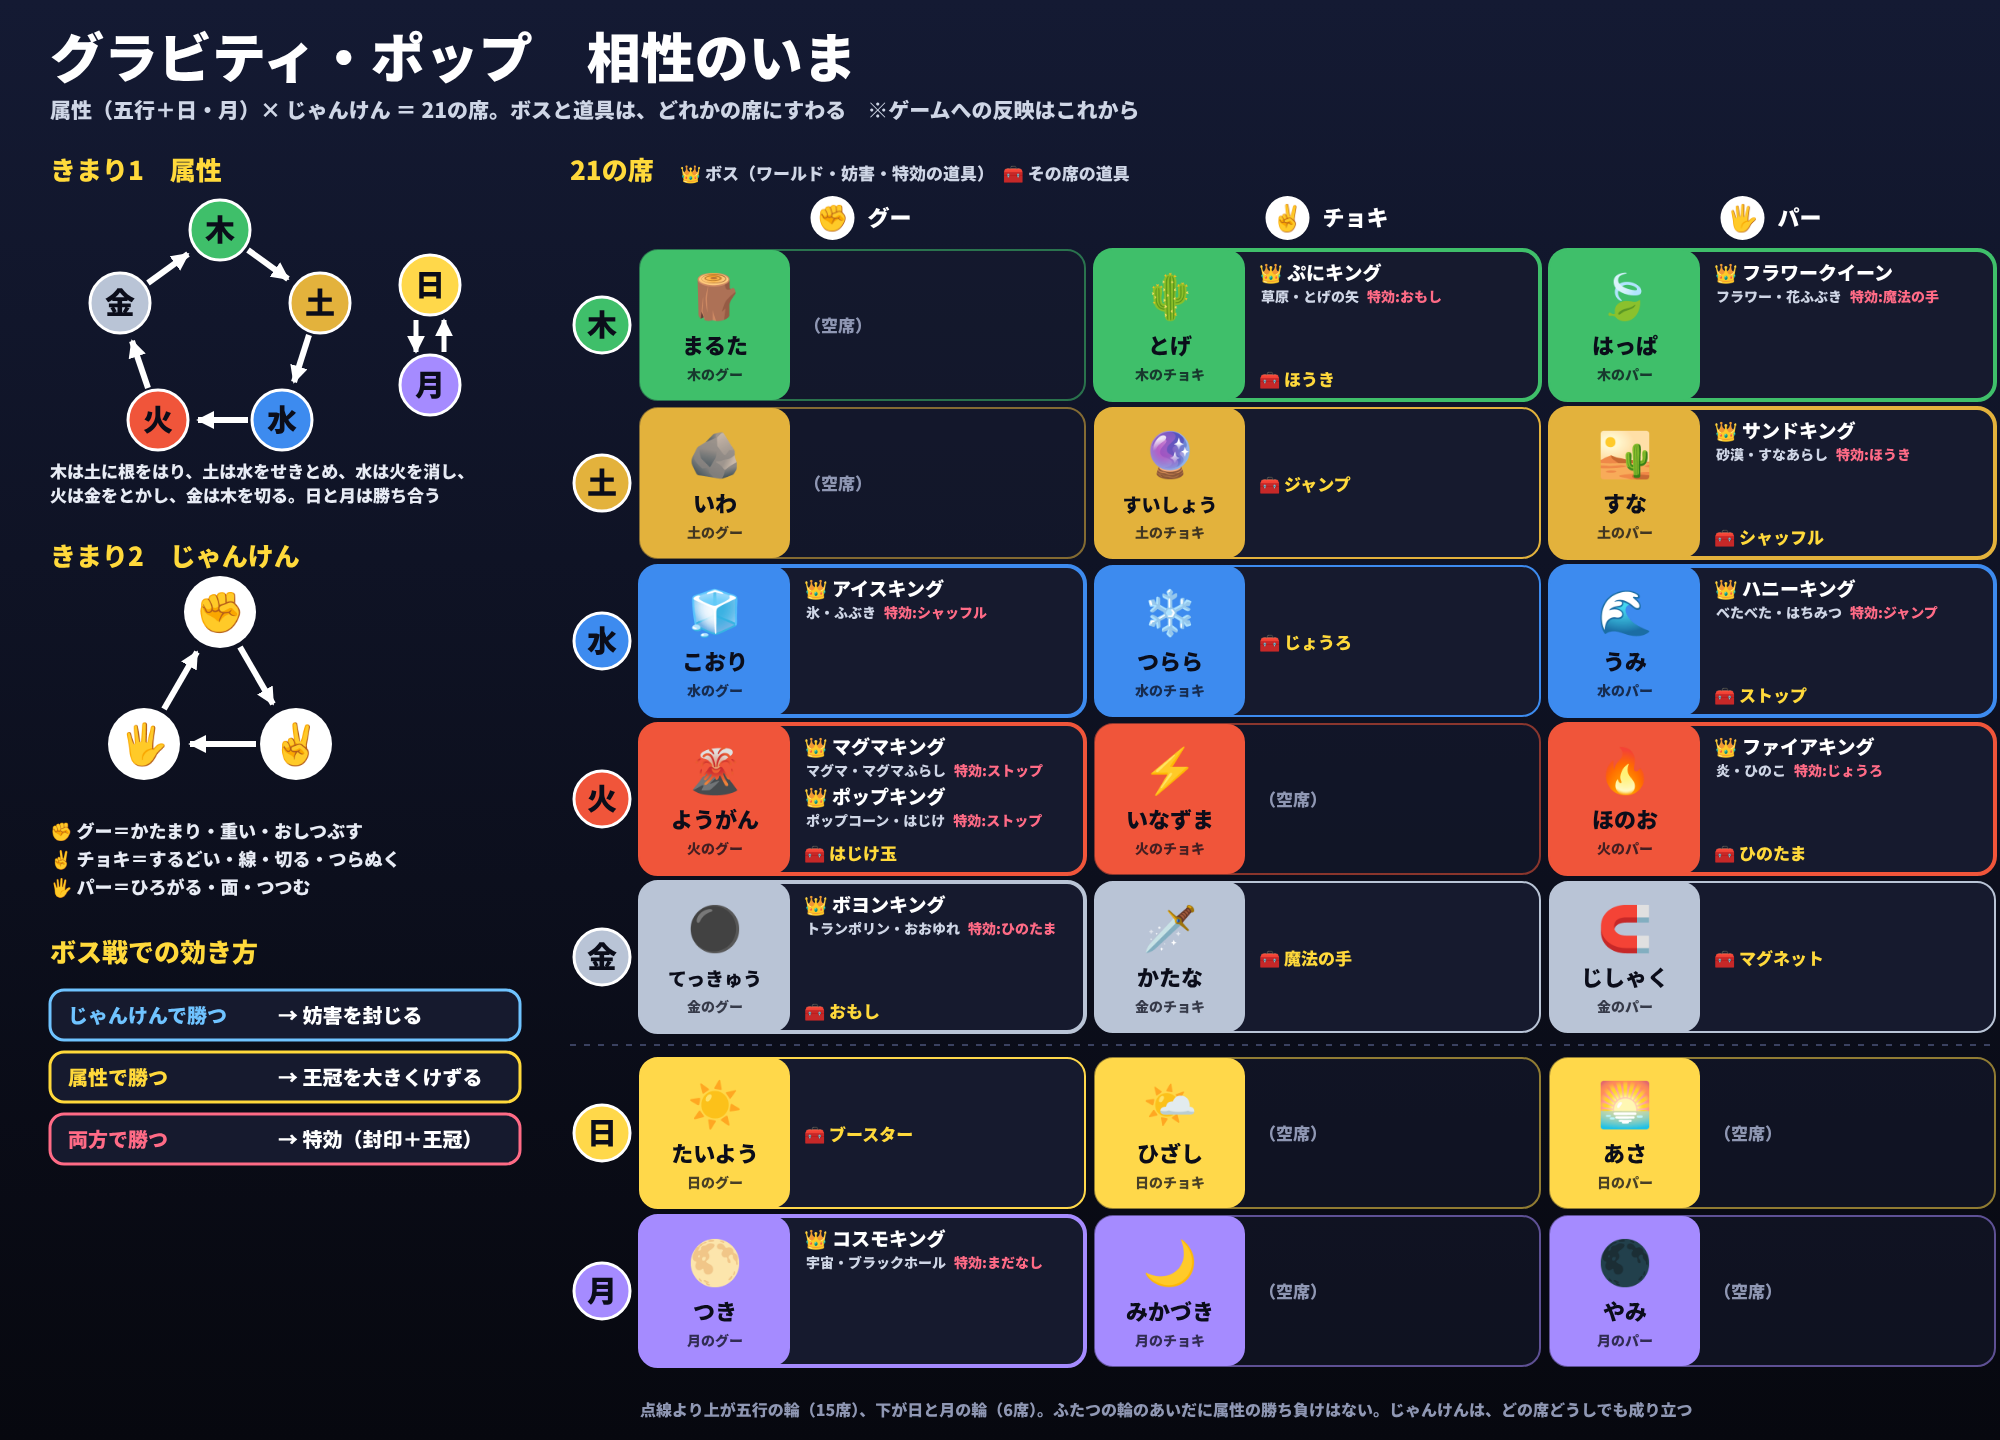 グラビティ・ポップ　相性のいま
属性（五行＋日・月）× じゃんけん ＝ 21の席。ボスと道具は、どれかの席にすわる　※ゲームへの反映はこれから
きまり1　属性
木
土
水
火
金
日
月
木は土に根をはり、土は水をせきとめ、水は火を消し、
火は金をとかし、金は木を切る。日と月は勝ち合う
きまり2　じゃんけん
グー＝かたまり・重い・おしつぶす
チョキ＝するどい・線・切る・つらぬく
パー＝ひろがる・面・つつむ
ボス戦での効き方
じゃんけんで勝つ　→ 妨害を封じる
属性で勝つ　→ 王冠を大きくけずる
両方で勝つ　→ 特効（封印＋王冠）
21の席　ボス（ワールド・妨害・特効の道具）　その席の道具
グー
チョキ
パー
木
まるた
木のグー
（空席）
とげ
木のチョキ
ぷにキング
草原・とげの矢 特効:おもし
ほうき
はっぱ
木のパー
フラワークイーン
フラワー・花ふぶき 特効:魔法の手
土
いわ
土のグー
（空席）
すいしょう
土のチョキ
ジャンプ
すな
土のパー
サンドキング
砂漠・すなあらし 特効:ほうき
シャッフル
水
こおり
水のグー
アイスキング
氷・ふぶき 特効:シャッフル
つらら
水のチョキ
じょうろ
うみ
水のパー
ハニーキング
べたべた・はちみつ 特効:ジャンプ
ストップ
火
ようがん
火のグー
マグマキング
マグマ・マグマふらし 特効:ストップ
ポップキング
ポップコーン・はじけ 特効:ストップ
はじけ玉
いなずま
火のチョキ
（空席）
ほのお
火のパー
ファイアキング
炎・ひのこ 特効:じょうろ
ひのたま
金
てっきゅう
金のグー
ボヨンキング
トランポリン・おおゆれ 特効:ひのたま
おもし
かたな
金のチョキ
魔法の手
じしゃく
金のパー
マグネット
日
たいよう
日のグー
ブースター
ひざし
日のチョキ
（空席）
あさ
日のパー
（空席）
月
つき
月のグー
コスモキング
宇宙・ブラックホール 特効:まだなし
みかづき
月のチョキ
（空席）
やみ
月のパー
（空席）
点線より上が五行の輪（15席）、下が日と月の輪（6席）。ふたつの輪のあいだに属性の勝ち負けはない。じゃんけんは、どの席どうしでも成り立つ